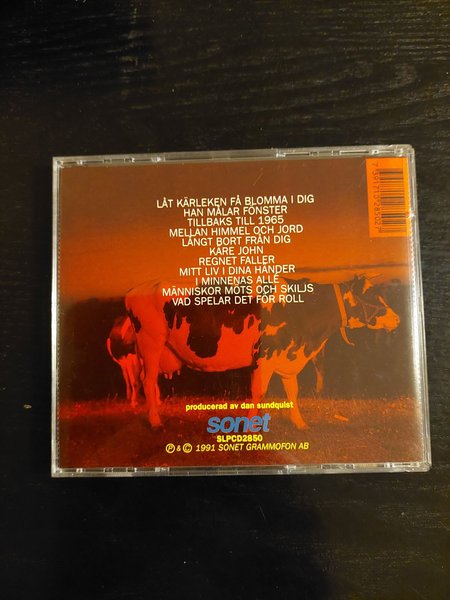 LÅT KÄRLEKEN FÅ BLOMMA I DIG
HAN MÅLAR FÖNSTER
TILLBAKS TILL 1965
MELLAN HIMMEL OCH JORD
LÅNGT BORT FRÅN DIG
KÄRE JOHN
REGNET FALLER
MITT LIV I DINA HÄNDER
I MINNENAS ALLÉ
MÄNNISKOR MÖTS OCH SKILJS
VAD SPELAR DET FÖR ROLL
producerad av dan sundquist
sonet
SLPCD2850
℗ & © 1991 SONET GRAMMOFON AB